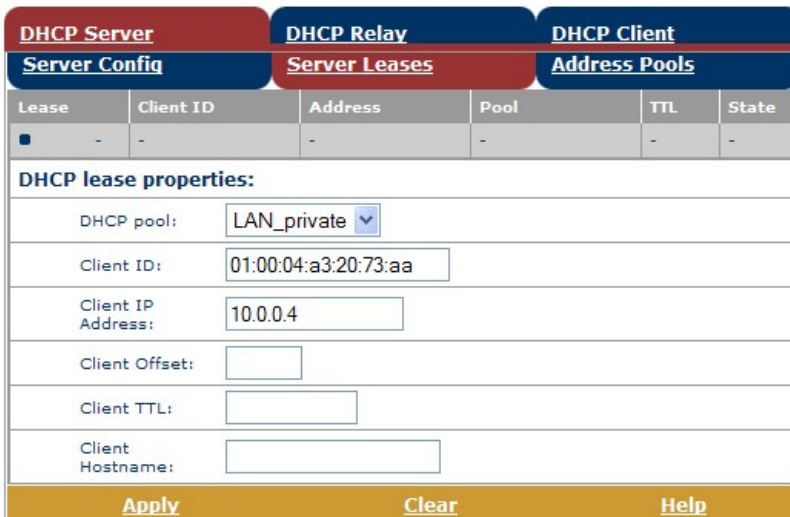 DHCP Server DHCP Relay DHCP Client
Server Config Server Leases Address Pools
Lease Client ID Address Pool TTL State
- - - - - -
DHCP lease properties:
DHCP pool: LAN_private
Client ID: 01:00:04:a3:20:73:aa
Client IP
Address: 10.0.0.4
Client Offset:
Client TTL:
Client
Hostname:
Apply Clear Help